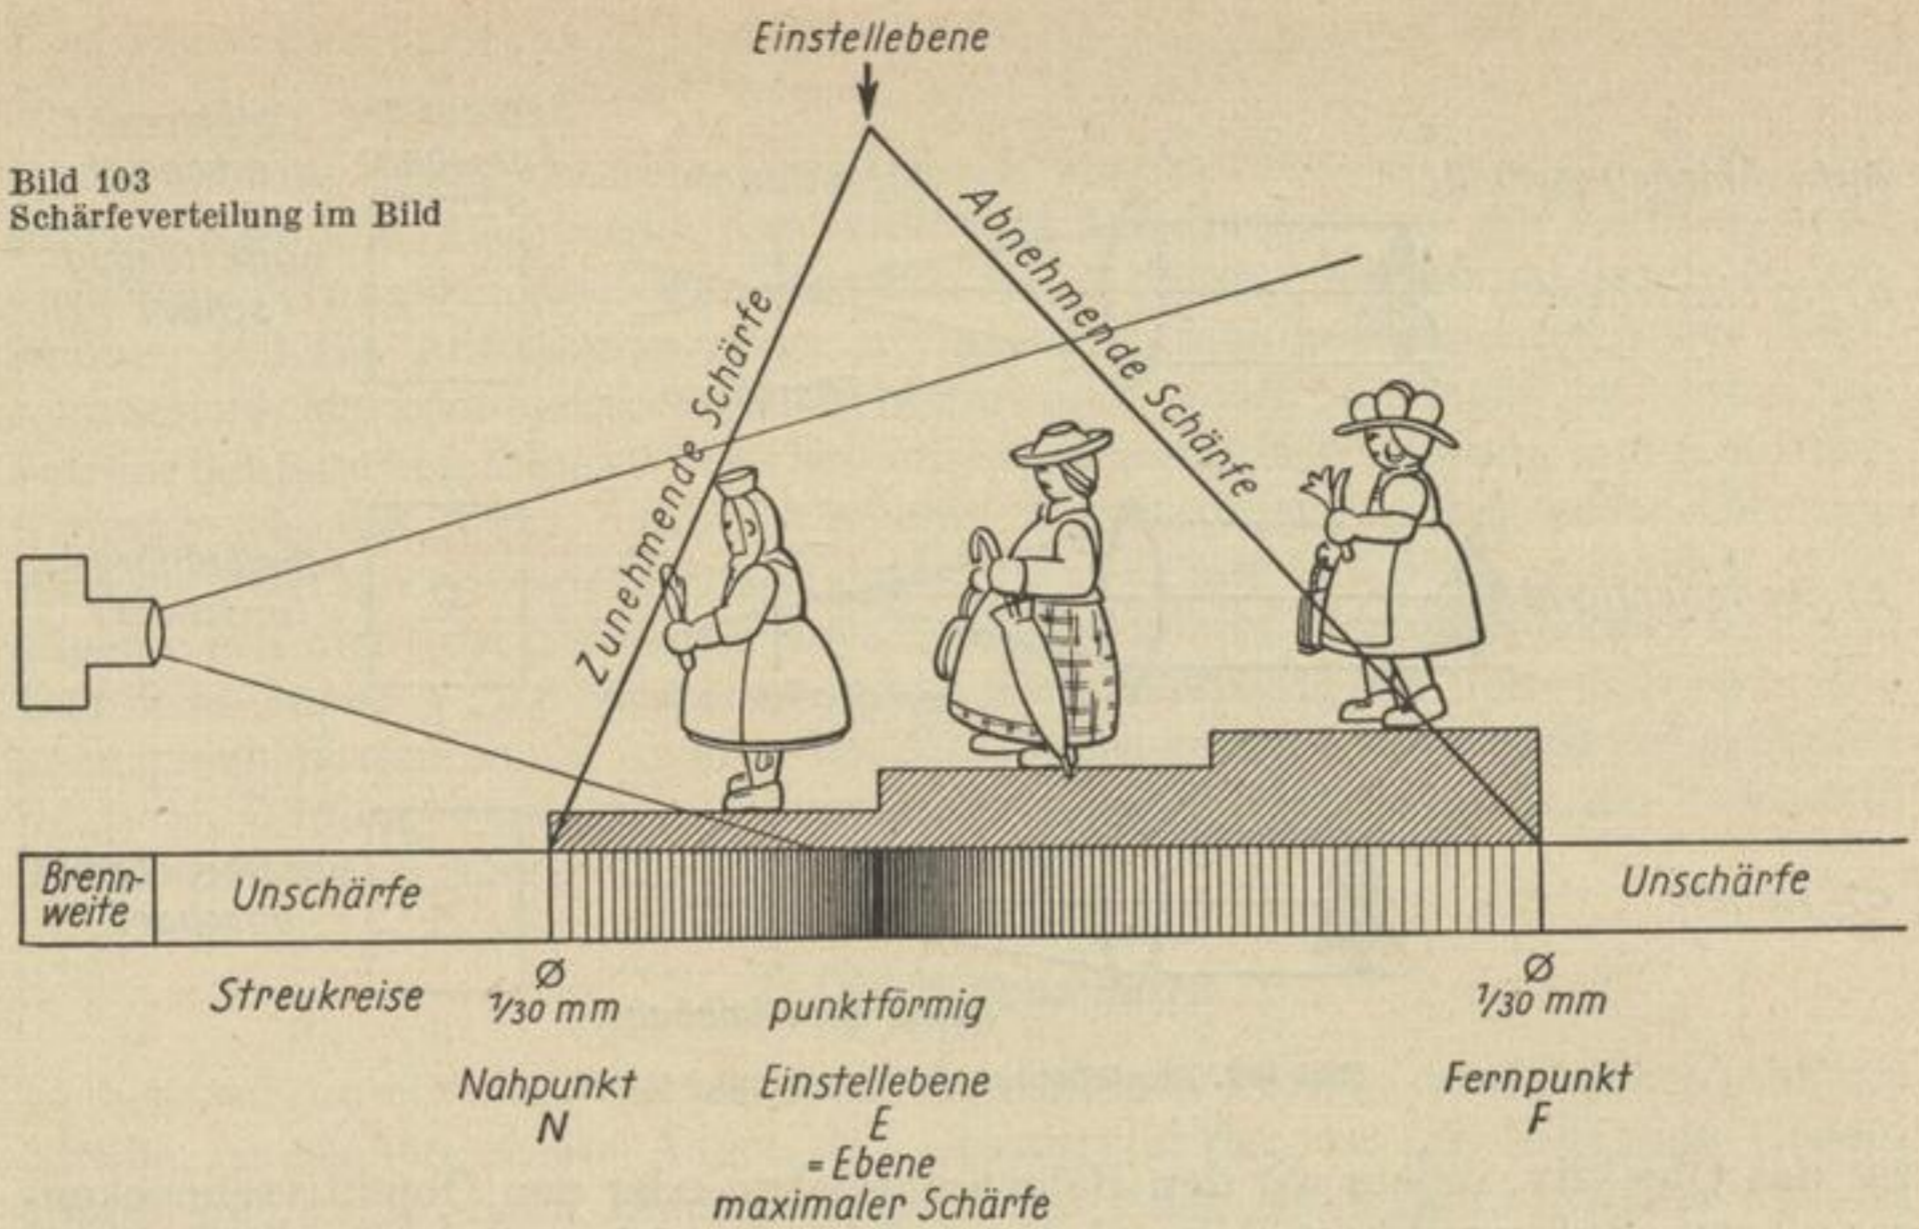 Einstellebene
Bild 103
Schärfeverteilung im Bild
Zunehmende Schärfe
Abnehmende Schärfe
Brenn-
weite
Unschärfe
Unschärfe
Streukreise
Ø
1/30 mm
punktförmig
Ø
1/30 mm
Nahpunkt
N
Einstellebene
E
= Ebene
maximaler Schärfe
Fernpunkt
F